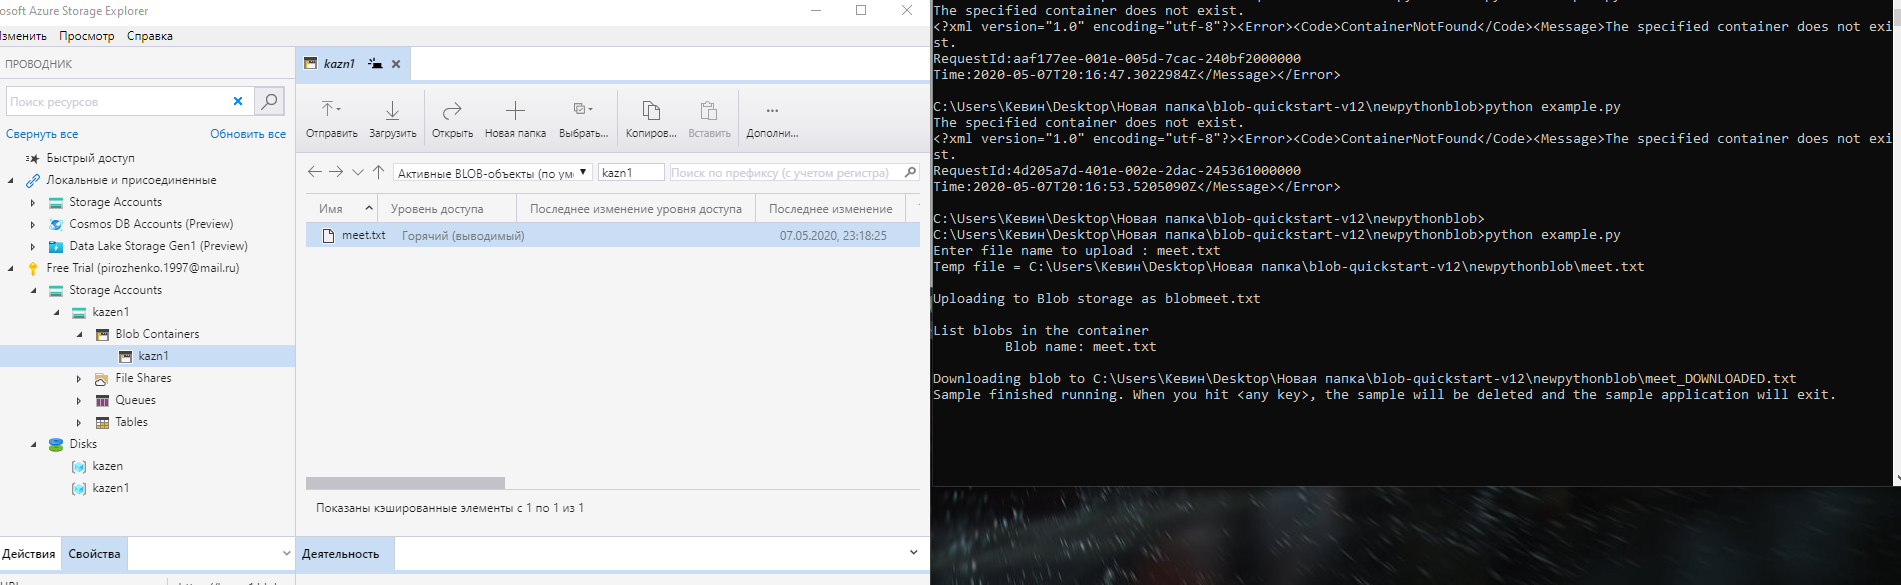 osoft Azure Storage Explorer
Изменить Просмотр Справка
ПРОВОДНИК
Поиск ресурсов
Свернуть все Обновить все
Быстрый доступ
Локальные и присоединенные
Storage Accounts
Cosmos DB Accounts (Preview)
Data Lake Storage Gen1 (Preview)
Free Trial (pirozhenko.1997@mail.ru)
Storage Accounts
kazen1
Blob Containers
kazn1
File Shares
Queues
Tables
Disks
kazen
kazen1
Действия Свойства
kazn1
Отправить Загрузить Открыть Новая папка Выбрать... Копиров... Вставить Дополни...
Активные BLOB-объекты (по умо kazn1 Поиск по префиксу (с учетом регистра)
Имя Уровень доступа Последнее изменение уровня доступа Последнее изменение
meet.txt Горячий (выводимый) 07.05.2020, 23:18:25
Показаны кэшированные элементы с 1 по 1 из 1
Деятельность
The specified container does not exist.
<?xml version="1.0" encoding="utf-8"?><Error><Code>ContainerNotFound</Code><Message>The specified container does not exi
st.
RequestId:aaf177ee-001e-005d-7cac-240bf2000000
Time:2020-05-07T20:16:47.3022984Z</Message></Error>
C:\Users\Кевин\Desktop\Новая папка\blob-quickstart-v12\newpythonblob>python example.py
The specified container does not exist.
<?xml version="1.0" encoding="utf-8"?><Error><Code>ContainerNotFound</Code><Message>The specified container does not exi
st.
RequestId:4d205a7d-401e-002e-2dac-245361000000
Time:2020-05-07T20:16:53.5205090Z</Message></Error>
C:\Users\Кевин\Desktop\Новая папка\blob-quickstart-v12\newpythonblob>
C:\Users\Кевин\Desktop\Новая папка\blob-quickstart-v12\newpythonblob>python example.py
Enter file name to upload : meet.txt
Temp file = C:\Users\Кевин\Desktop\Новая папка\blob-quickstart-v12\newpythonblob\meet.txt
Uploading to Blob storage as blobmeet.txt
List blobs in the container
Blob name: meet.txt
Downloading blob to C:\Users\Кевин\Desktop\Новая папка\blob-quickstart-v12\newpythonblob\meet_DOWNLOADED.txt
Sample finished running. When you hit <any key>, the sample will be deleted and the sample application will exit.